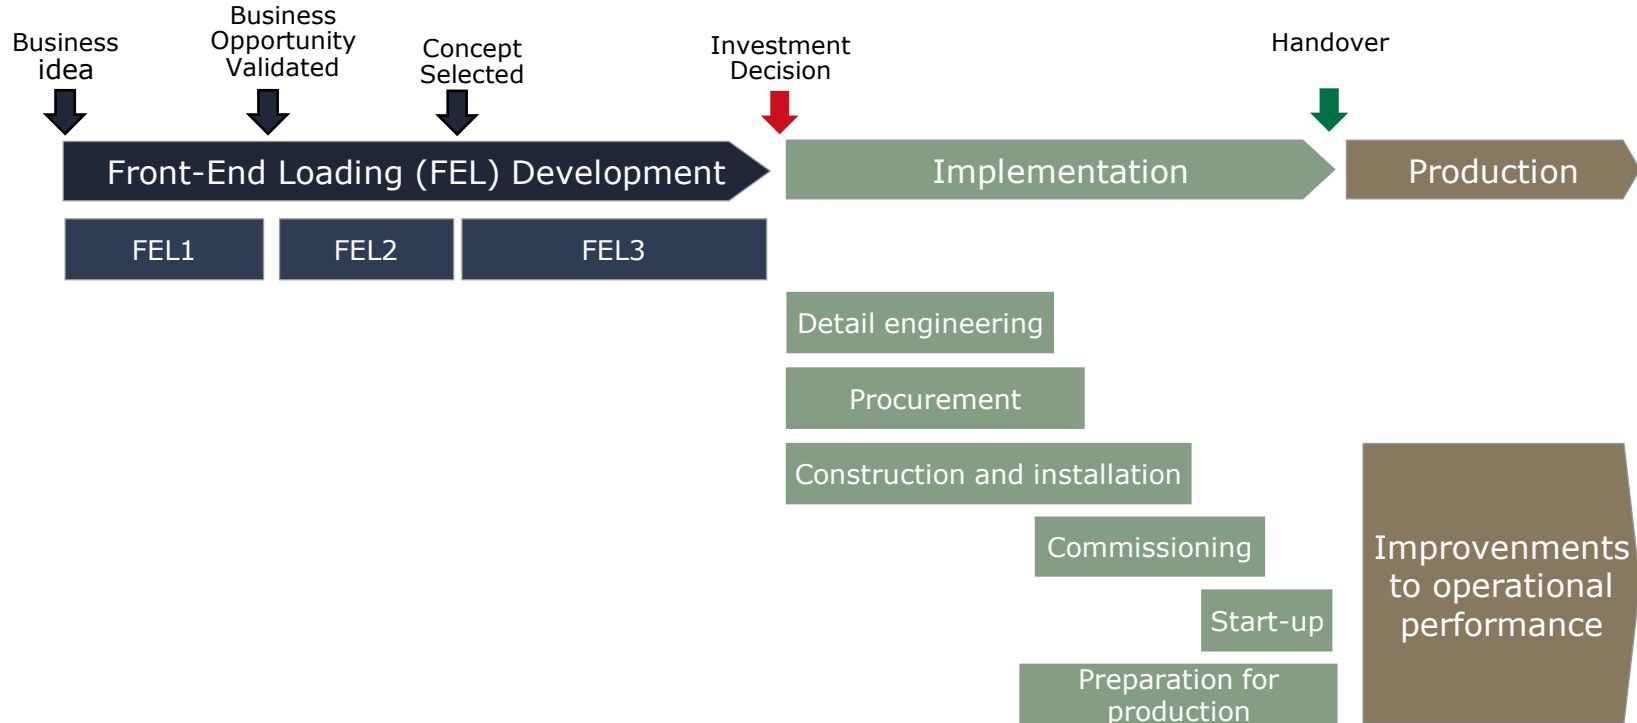 Business
idea
Business
Opportunity
Validated
Concept
Selected
Investment
Decision
Handover
Front-End Loading (FEL) Development
Implementation
Production
FEL1
FEL2
FEL3
Detail engineering
Procurement
Construction and installation
Commissioning
Start-up
Preparation for
production
Improvenments
to operational
performance